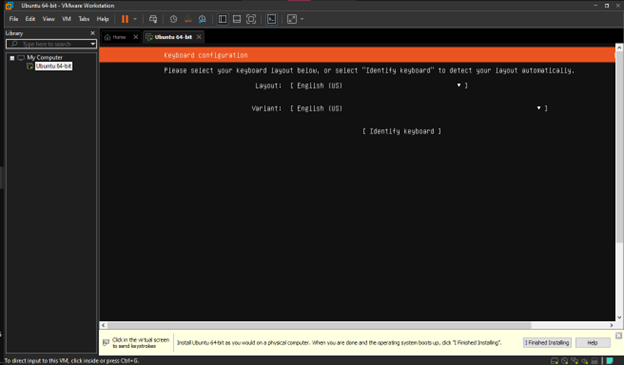 Ubuntu 64-bit - VMware Workstation
File Edit View VM Tabs Help
Library
Type here to search
My Computer
Ubuntu 64-bit
Home
Ubuntu 64-bit
Keyboard configuration
Please select your keyboard layout below, or select "Identify keyboard" to detect your layout automatically.
Layout: [ English (US) ▼ ]
Variant: [ English (US) ▼ ]
[ Identify keyboard ]
Click in the virtual screen
to send keystrokes
Install Ubuntu 64-bit as you would on a physical computer. When you are done and the operating system boots up, click "I Finished Installing".
I Finished Installing
Help
To direct input to this VM, click inside or press Ctrl+G.